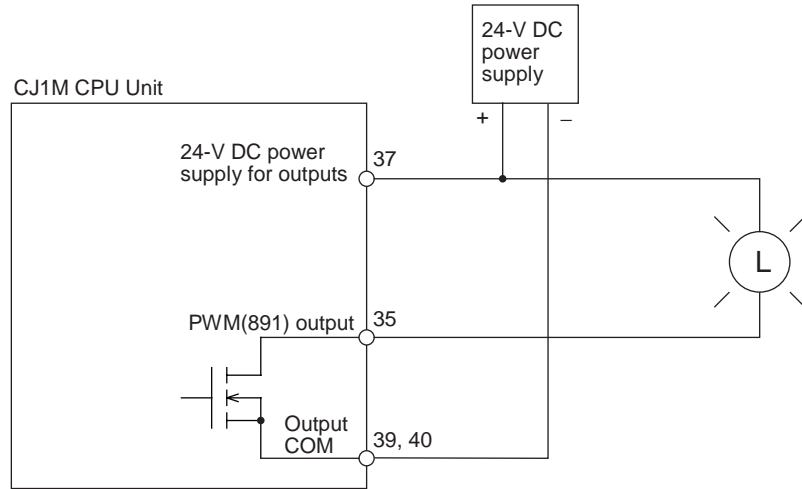 24-V DC
power
supply
CJ1M CPU Unit
+ −
24-V DC power
supply for outputs
37
L
PWM(891) output
35
Output
COM
39, 40